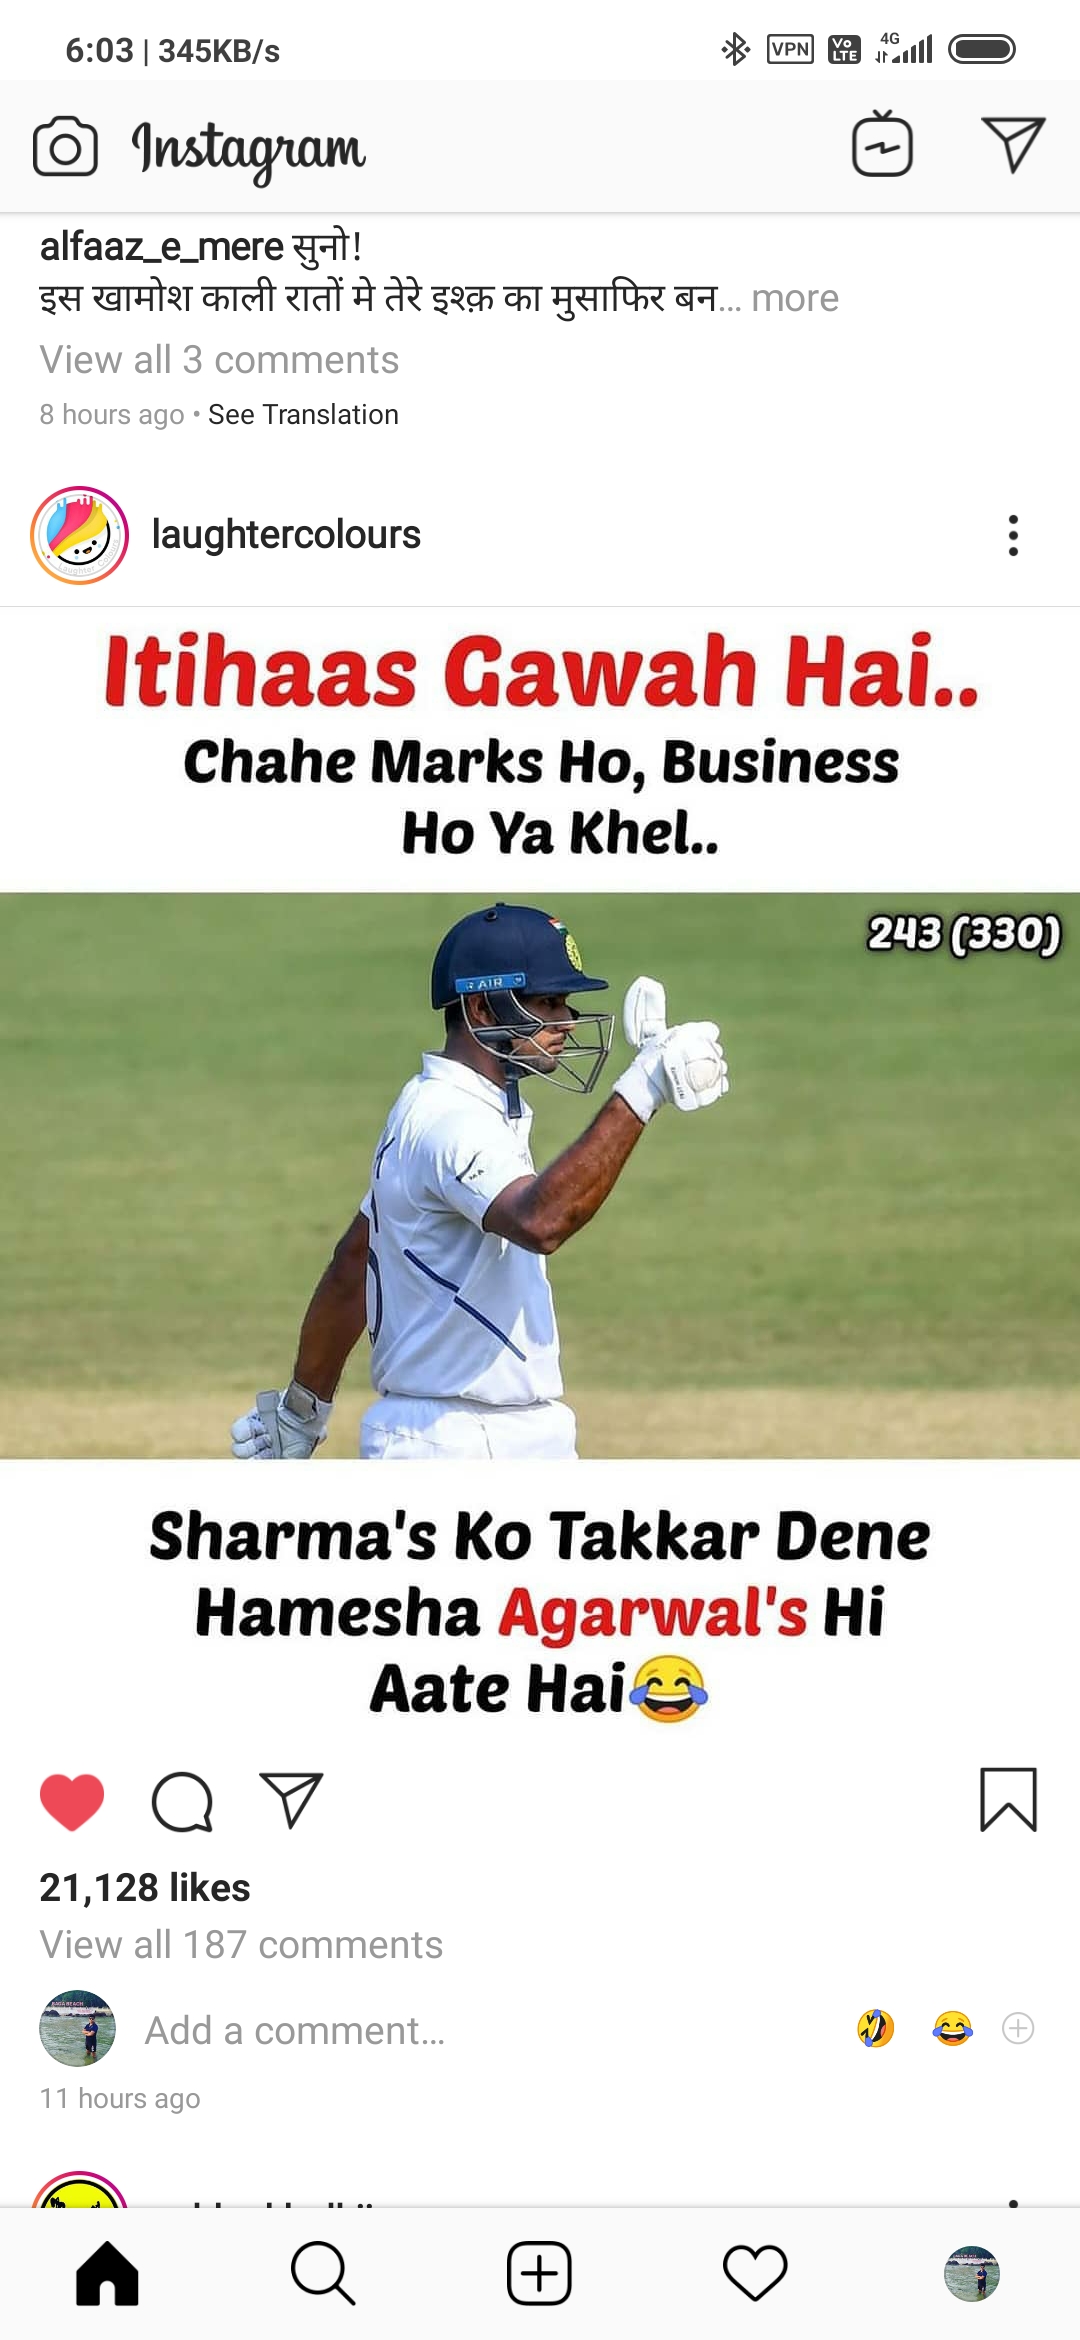 6:03 | 345KB/s
VPN
Vo LTE
4G
Instagram
alfaaz_e_mere सुनो!
इस खामोश काली रातों मे तेरे इश्क़ का मुसाफिर बन... more
View all 3 comments
8 hours ago • See Translation
laughtercolours
Itihaas Gawah Hai..
Chahe Marks Ho, Business
Ho Ya Khel..
243 (330)
AIR
Sharma's Ko Takkar Dene
Hamesha Agarwal's Hi
Aate Hai😂
21,128 likes
View all 187 comments
Add a comment...
11 hours ago